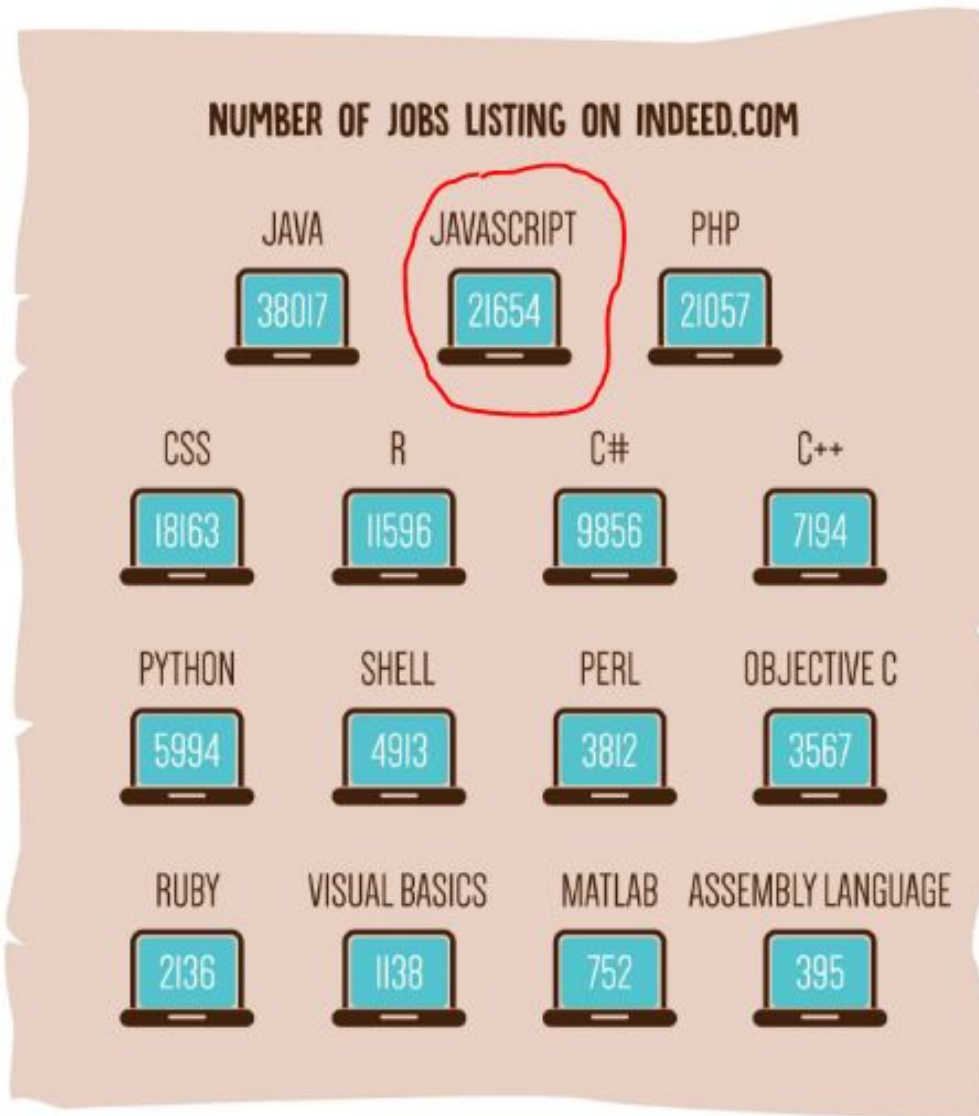 NUMBER OF JOBS LISTING ON INDEED.COM
JAVA JAVASCRIPT PHP
38017 21654 21057
CSS R C# C++
18163 11596 9856 7194
PYTHON SHELL PERL OBJECTIVE C
5994 4913 3812 3567
RUBY VISUAL BASICS MATLAB ASSEMBLY LANGUAGE
2136 1138 752 395